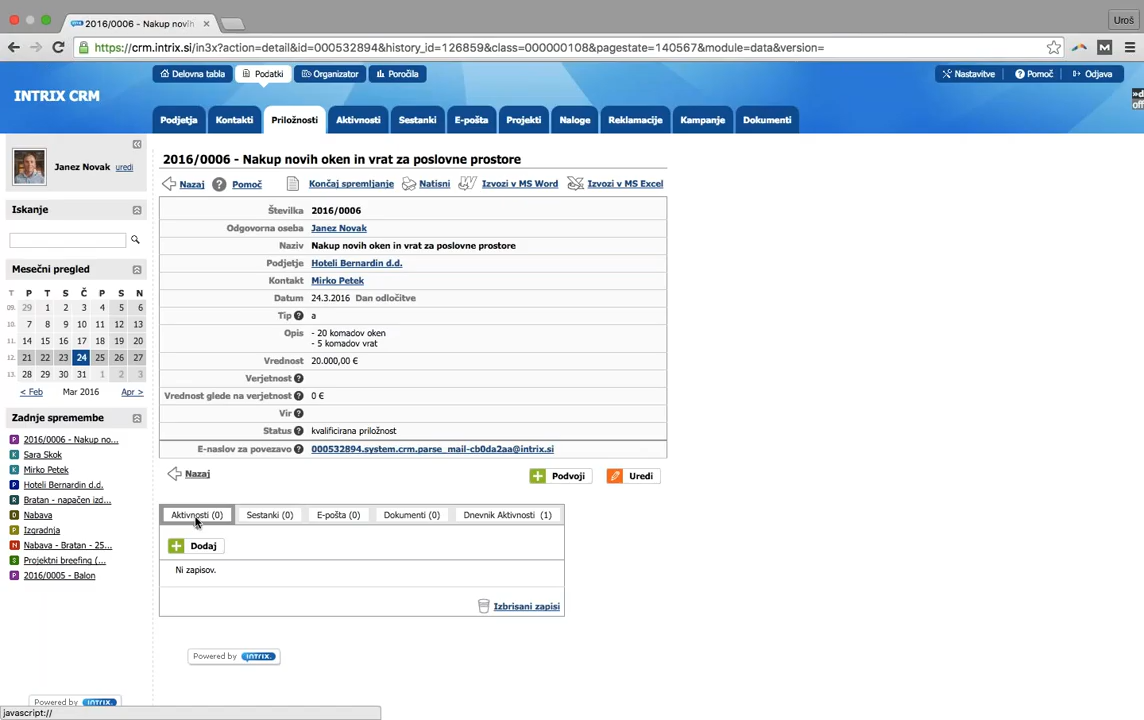 2016/0006 - Nakup novih
Uroš
https://crm.intrix.si/in3x?action=detail&id=000532894&history_id=126859&class=000000108&pagestate=140567&module=data&version=
Delovna tabla
Podatki
Organizator
Poročila
Nastavitve
Pomoč
Odjava
INTRIX CRM
Podjetja
Kontakti
Priložnosti
Aktivnosti
Sestanki
E-pošta
Projekti
Naloge
Reklamacije
Kampanje
Dokumenti
Janez Novak uredi
Iskanje
Mesečni pregled
T P T S Č P S N
09. 29 1 2 3 4 5 6
10. 7 8 9 10 11 12 13
11. 14 15 16 17 18 19 20
12. 21 22 23 24 25 26 27
13. 28 29 30 31 1 2 3
< Feb Mar 2016 Apr >
Zadnje spremembe
P 2016/0006 - Nakup no...
K Sara Skok
K Mirko Petek
P Hoteli Bernardin d.d.
R Bratan - napačen izd...
N Nabava
P Izgradnja
N Nabava - Bratan - 25...
S Projektni breefing (...
P 2016/0005 - Balon
Powered by INTRIX.
javascript://
2016/0006 - Nakup novih oken in vrat za poslovne prostore
Nazaj
Pomoč
Končaj spremljanje
Natisni
Izvozi v MS Word
Izvozi v MS Excel
Številka 2016/0006
Odgovorna oseba Janez Novak
Naziv Nakup novih oken in vrat za poslovne prostore
Podjetje Hoteli Bernardin d.d.
Kontakt Mirko Petek
Datum 24.3.2016 Dan odločitve
Tip ? a
Opis - 20 komadov oken
- 5 komadov vrat
Vrednost 20.000,00 €
Verjetnost ?
Vrednost glede na verjetnost ? 0 €
Vir ?
Status ? kvalificirana priložnost
E-naslov za povezavo ? 000532894.system.crm.parse_mail-cb0da2aa@intrix.si
Nazaj
Podvoji
Uredi
Aktivnosti (0)
Sestanki (0)
E-pošta (0)
Dokumenti (0)
Dnevnik Aktivnosti (1)
Dodaj
Ni zapisov.
Izbrisani zapisi
Powered by INTRIX.